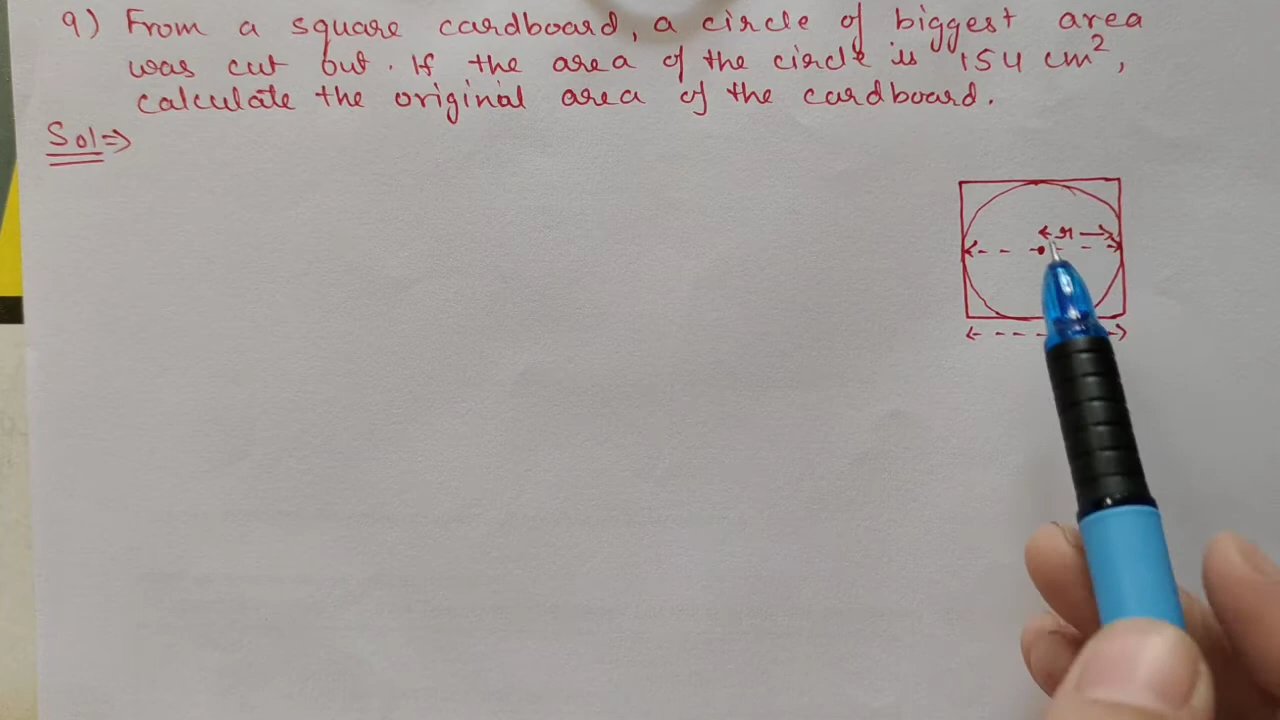 9) From a square cardboard, a circle of biggest area
was cut out. If the area of the circle is 154 cm²,
calculate the original area of the cardboard.
Sol⇒
r